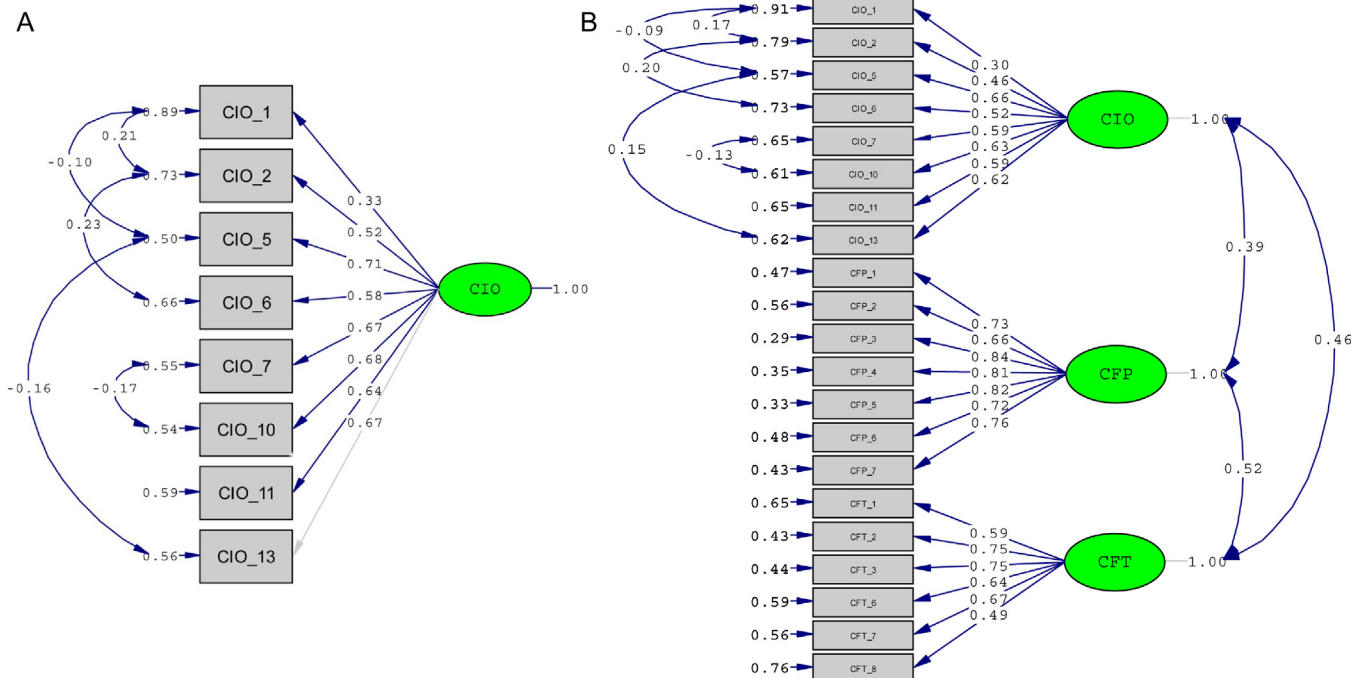 A
0.89
CIO_1
0.21
-0.10
0.73
CIO_2
0.33
0.23
0.50
CIO_5
0.52
0.71
0.66
CIO_6
0.58
CIO
1.00
0.67
0.55
CIO_7
0.68
-0.17
-0.16
0.64
0.54
CIO_10
0.67
0.59
CIO_11
0.56
CIO_13
B
0.91
CIO_1
0.17
-0.09
0.79
CIO_2
0.20
0.57
CIO_5
0.73
CIO_6
0.65
CIO_7
0.15
-0.13
0.61
CIO_10
0.65
CIO_11
0.62
CIO_13
0.30
0.46
0.66
0.52
0.59
0.63
0.59
0.62
CIO
1.00
0.39
0.46
0.47
CFP_1
0.56
CFP_2
0.29
CFP_3
0.35
CFP_4
0.33
CFP_5
0.48
CFP_6
0.43
CFP_7
0.73
0.66
0.84
0.81
0.82
0.72
0.76
CFP
1.00
0.52
0.65
CFT_1
0.43
CFT_2
0.44
CFT_3
0.59
CFT_6
0.56
CFT_7
0.76
CFT_8
0.59
0.75
0.75
0.64
0.67
0.49
CFT
1.00